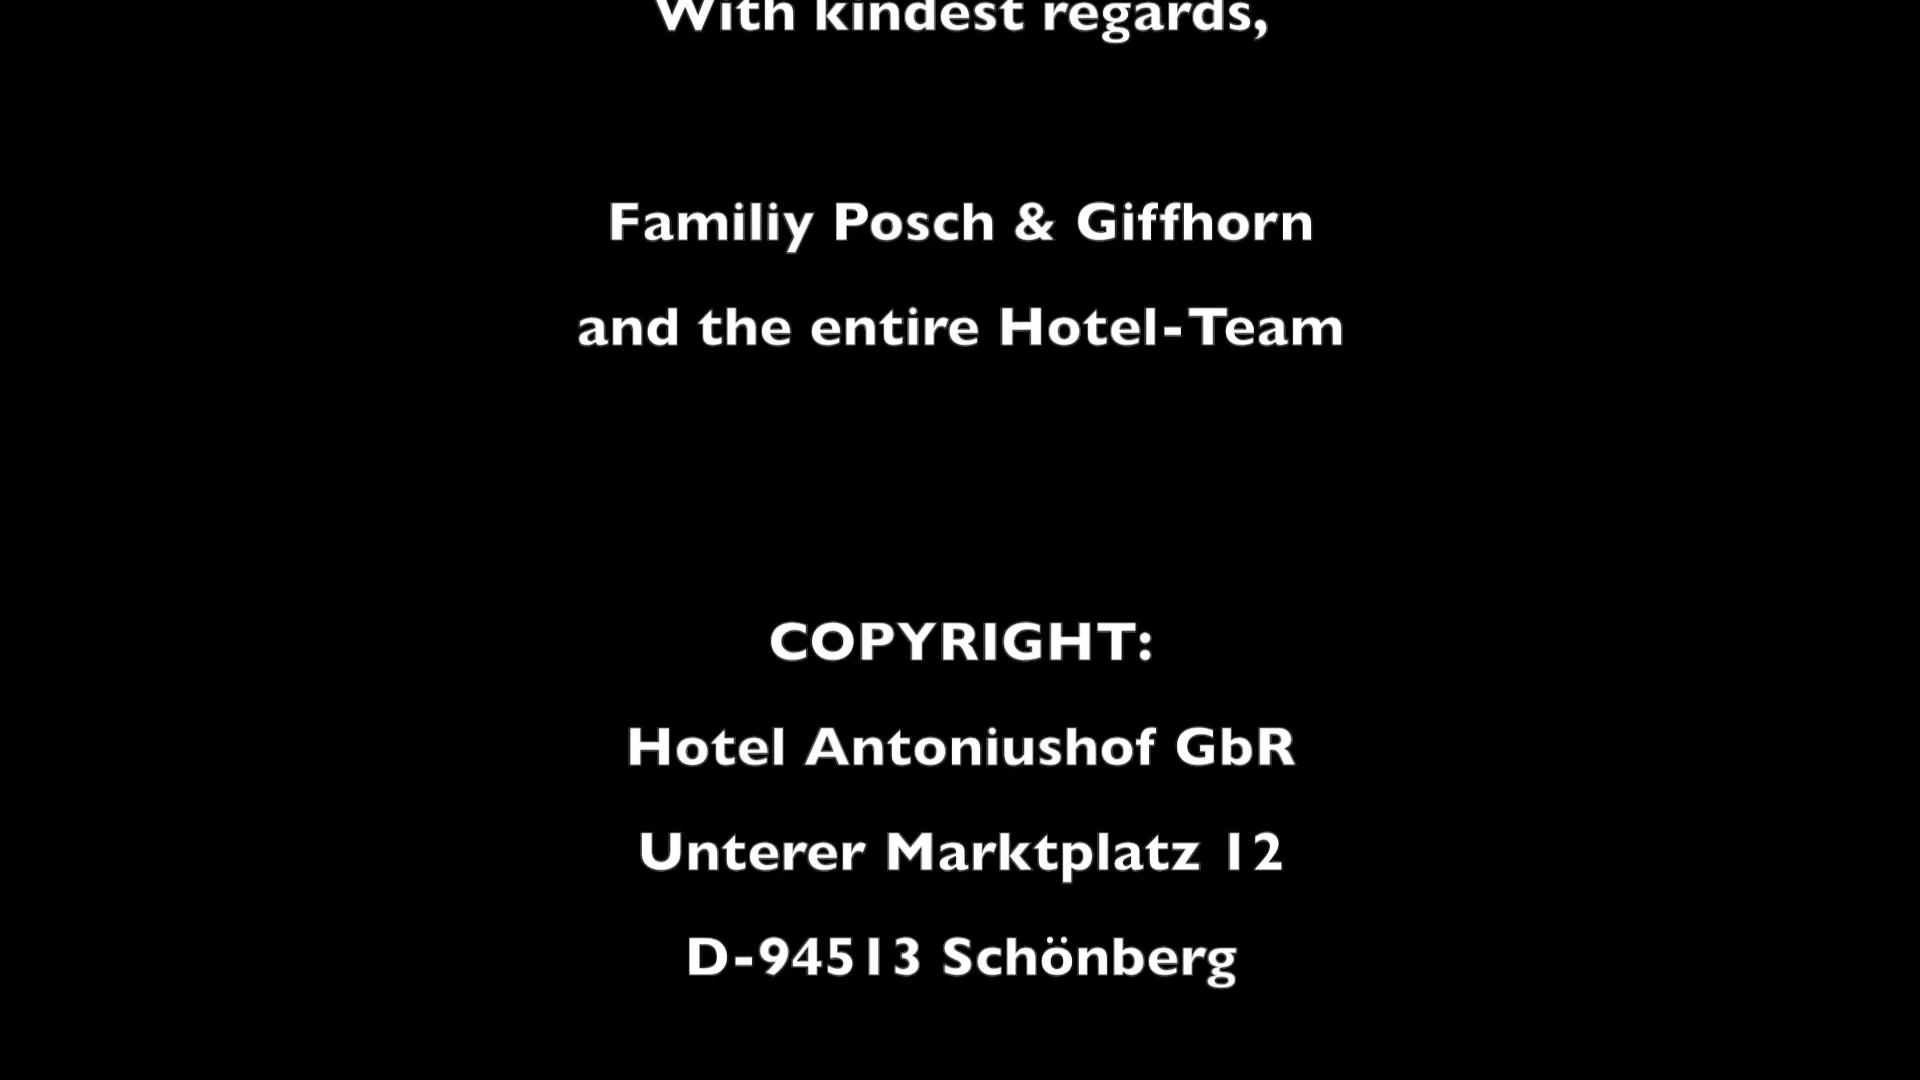 With kindest regards,
Familiy Posch & Giffhorn
and the entire Hotel-Team
COPYRIGHT:
Hotel Antoniushof GbR
Unterer Marktplatz 12
D-94513 Schönberg